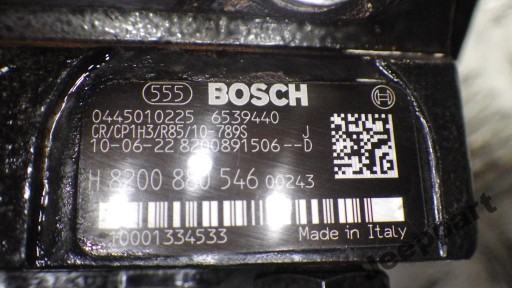 555 BOSCH
0445010225 6539440
CR/CP1H3/R85/10-789S J
10-06-22 8200891506--D
H 8200 880 546 00243
10001334533 Made in Italy